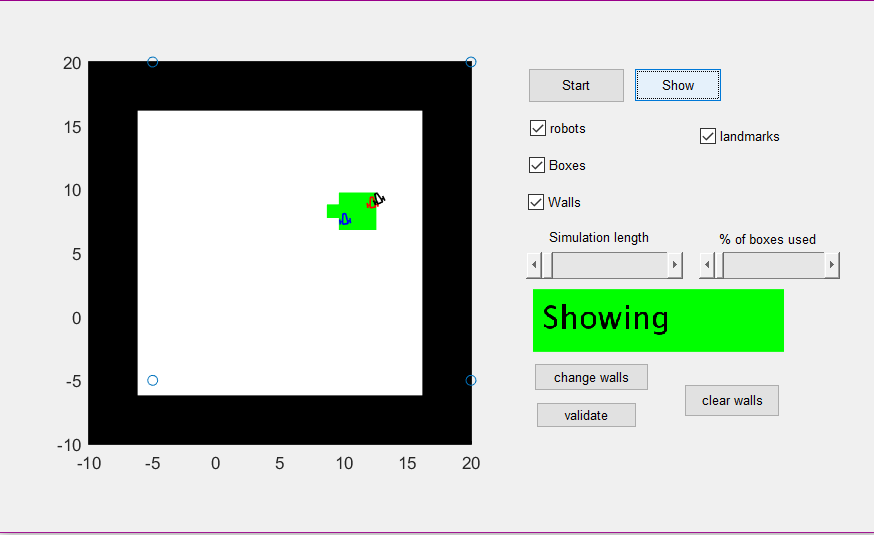 20
15
10
5
0
-5
-10
-10 -5 0 5 10 15 20
Start Show
robots
landmarks
Boxes
Walls
Simulation length
% of boxes used
Showing
change walls
clear walls
validate